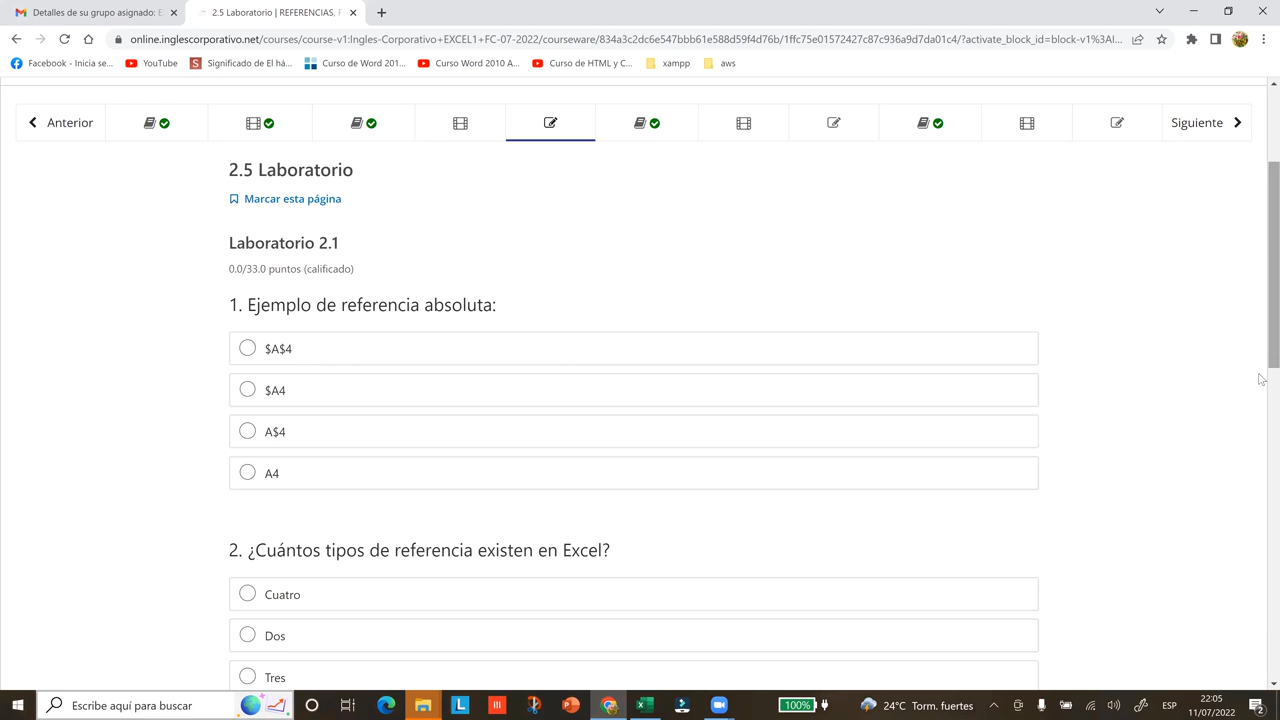 Detalles de su grupo asignado: E
2.5 Laboratorio | REFERENCIAS, F
online.inglescorporativo.net/courses/course-v1:Ingles-Corporativo+EXCEL1+FC-07-2022/courseware/834a3c2dc6e547bbb61e588d5f4d76b/1ffc75e01572427c87c936a9d7da01c4/?activate_block_id=block-v1%3AI...
Facebook - Inicia se...
YouTube
Significado de El há...
Curso de Word 201...
Curso Word 2010 A...
Curso de HTML y C...
xampp
aws
Anterior
Siguiente
2.5 Laboratorio
Marcar esta página
Laboratorio 2.1
0.0/33.0 puntos (calificado)
1. Ejemplo de referencia absoluta:
$A$4
$A4
A$4
A4
2. ¿Cuántos tipos de referencia existen en Excel?
Cuatro
Dos
Tres
Escribe aquí para buscar
100%
24°C Torm. fuertes
ESP
22:05
11/07/2022
2